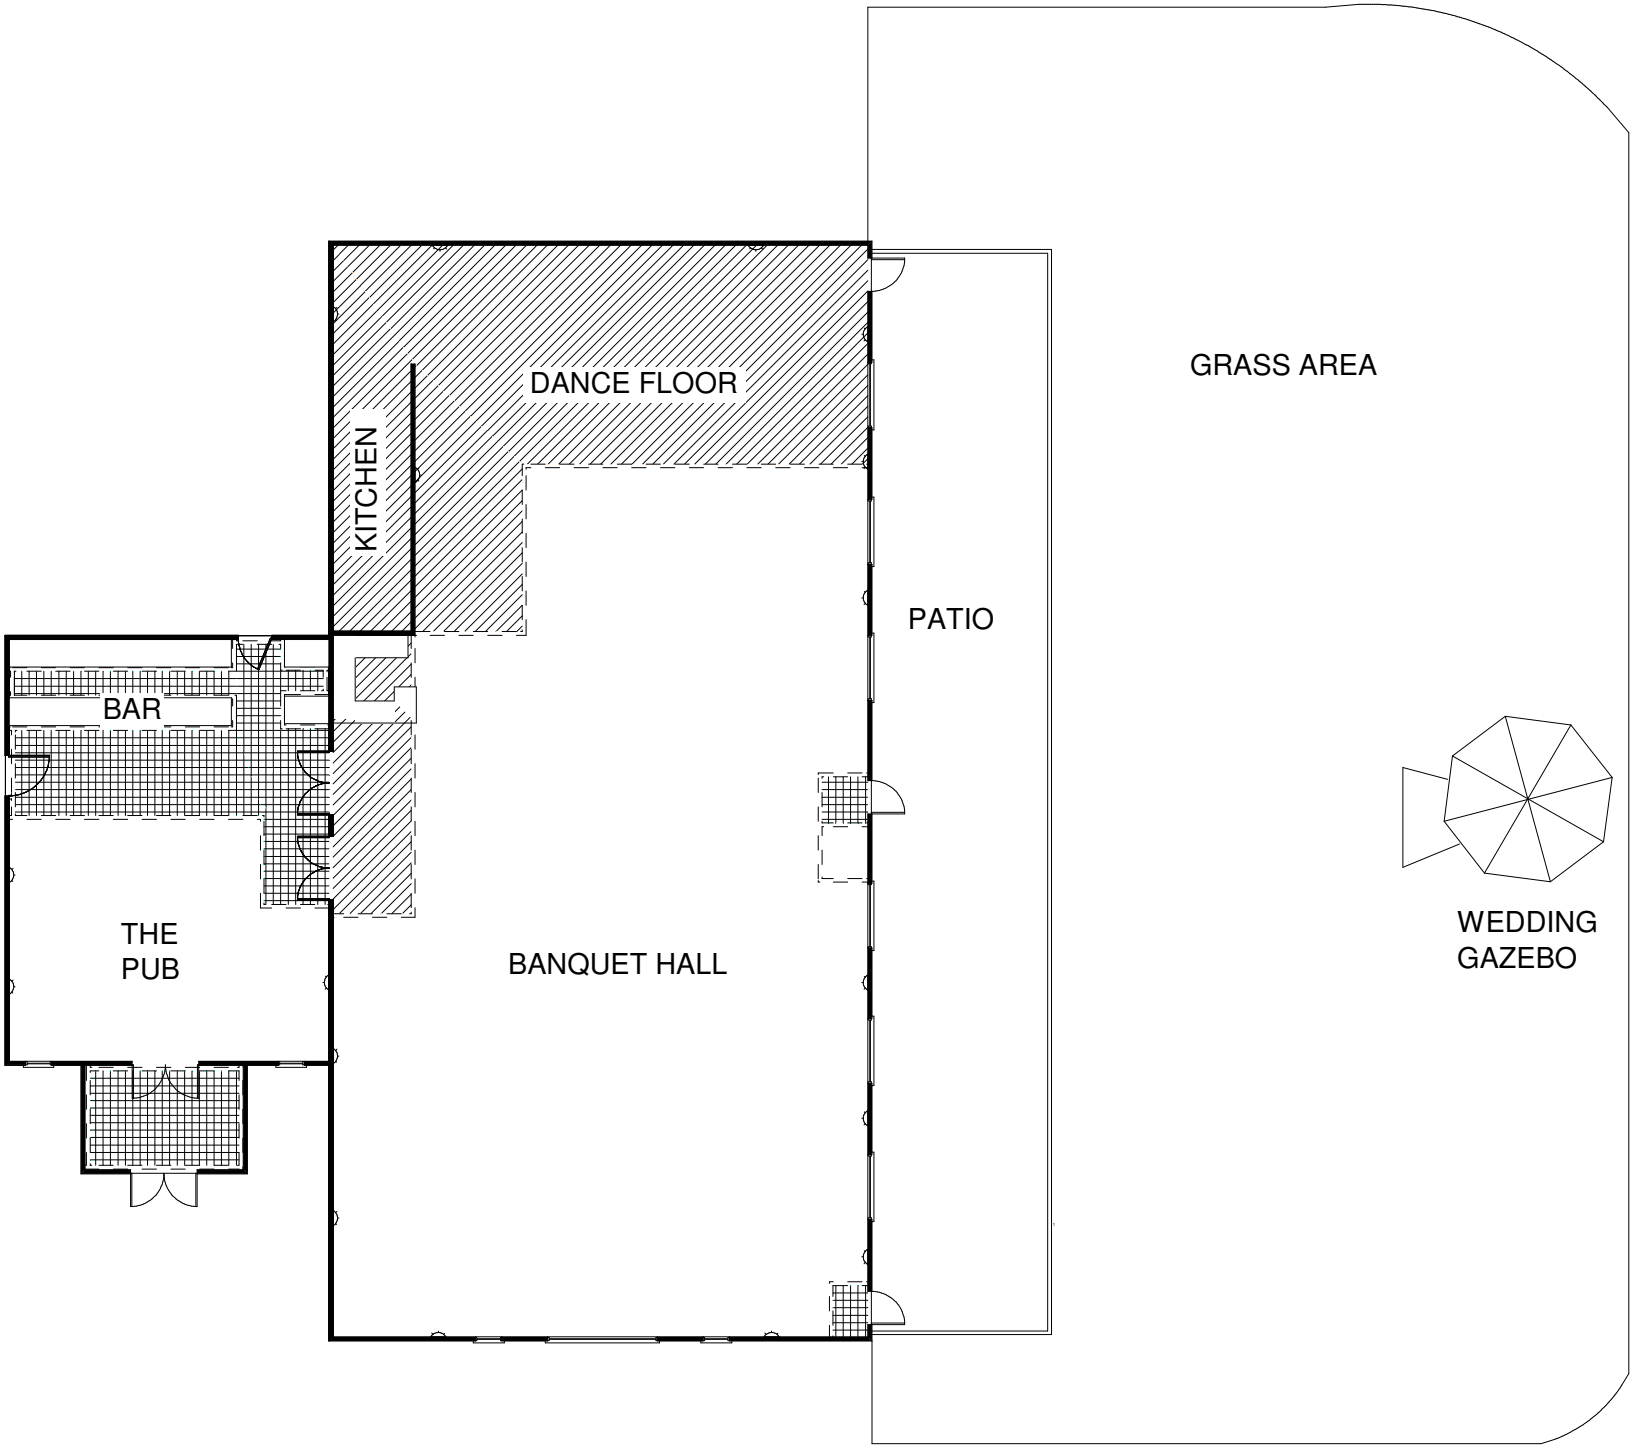 GRASS AREA
DANCE FLOOR
KITCHEN
PATIO
BAR
THE
PUB
BANQUET HALL
WEDDING
GAZEBO